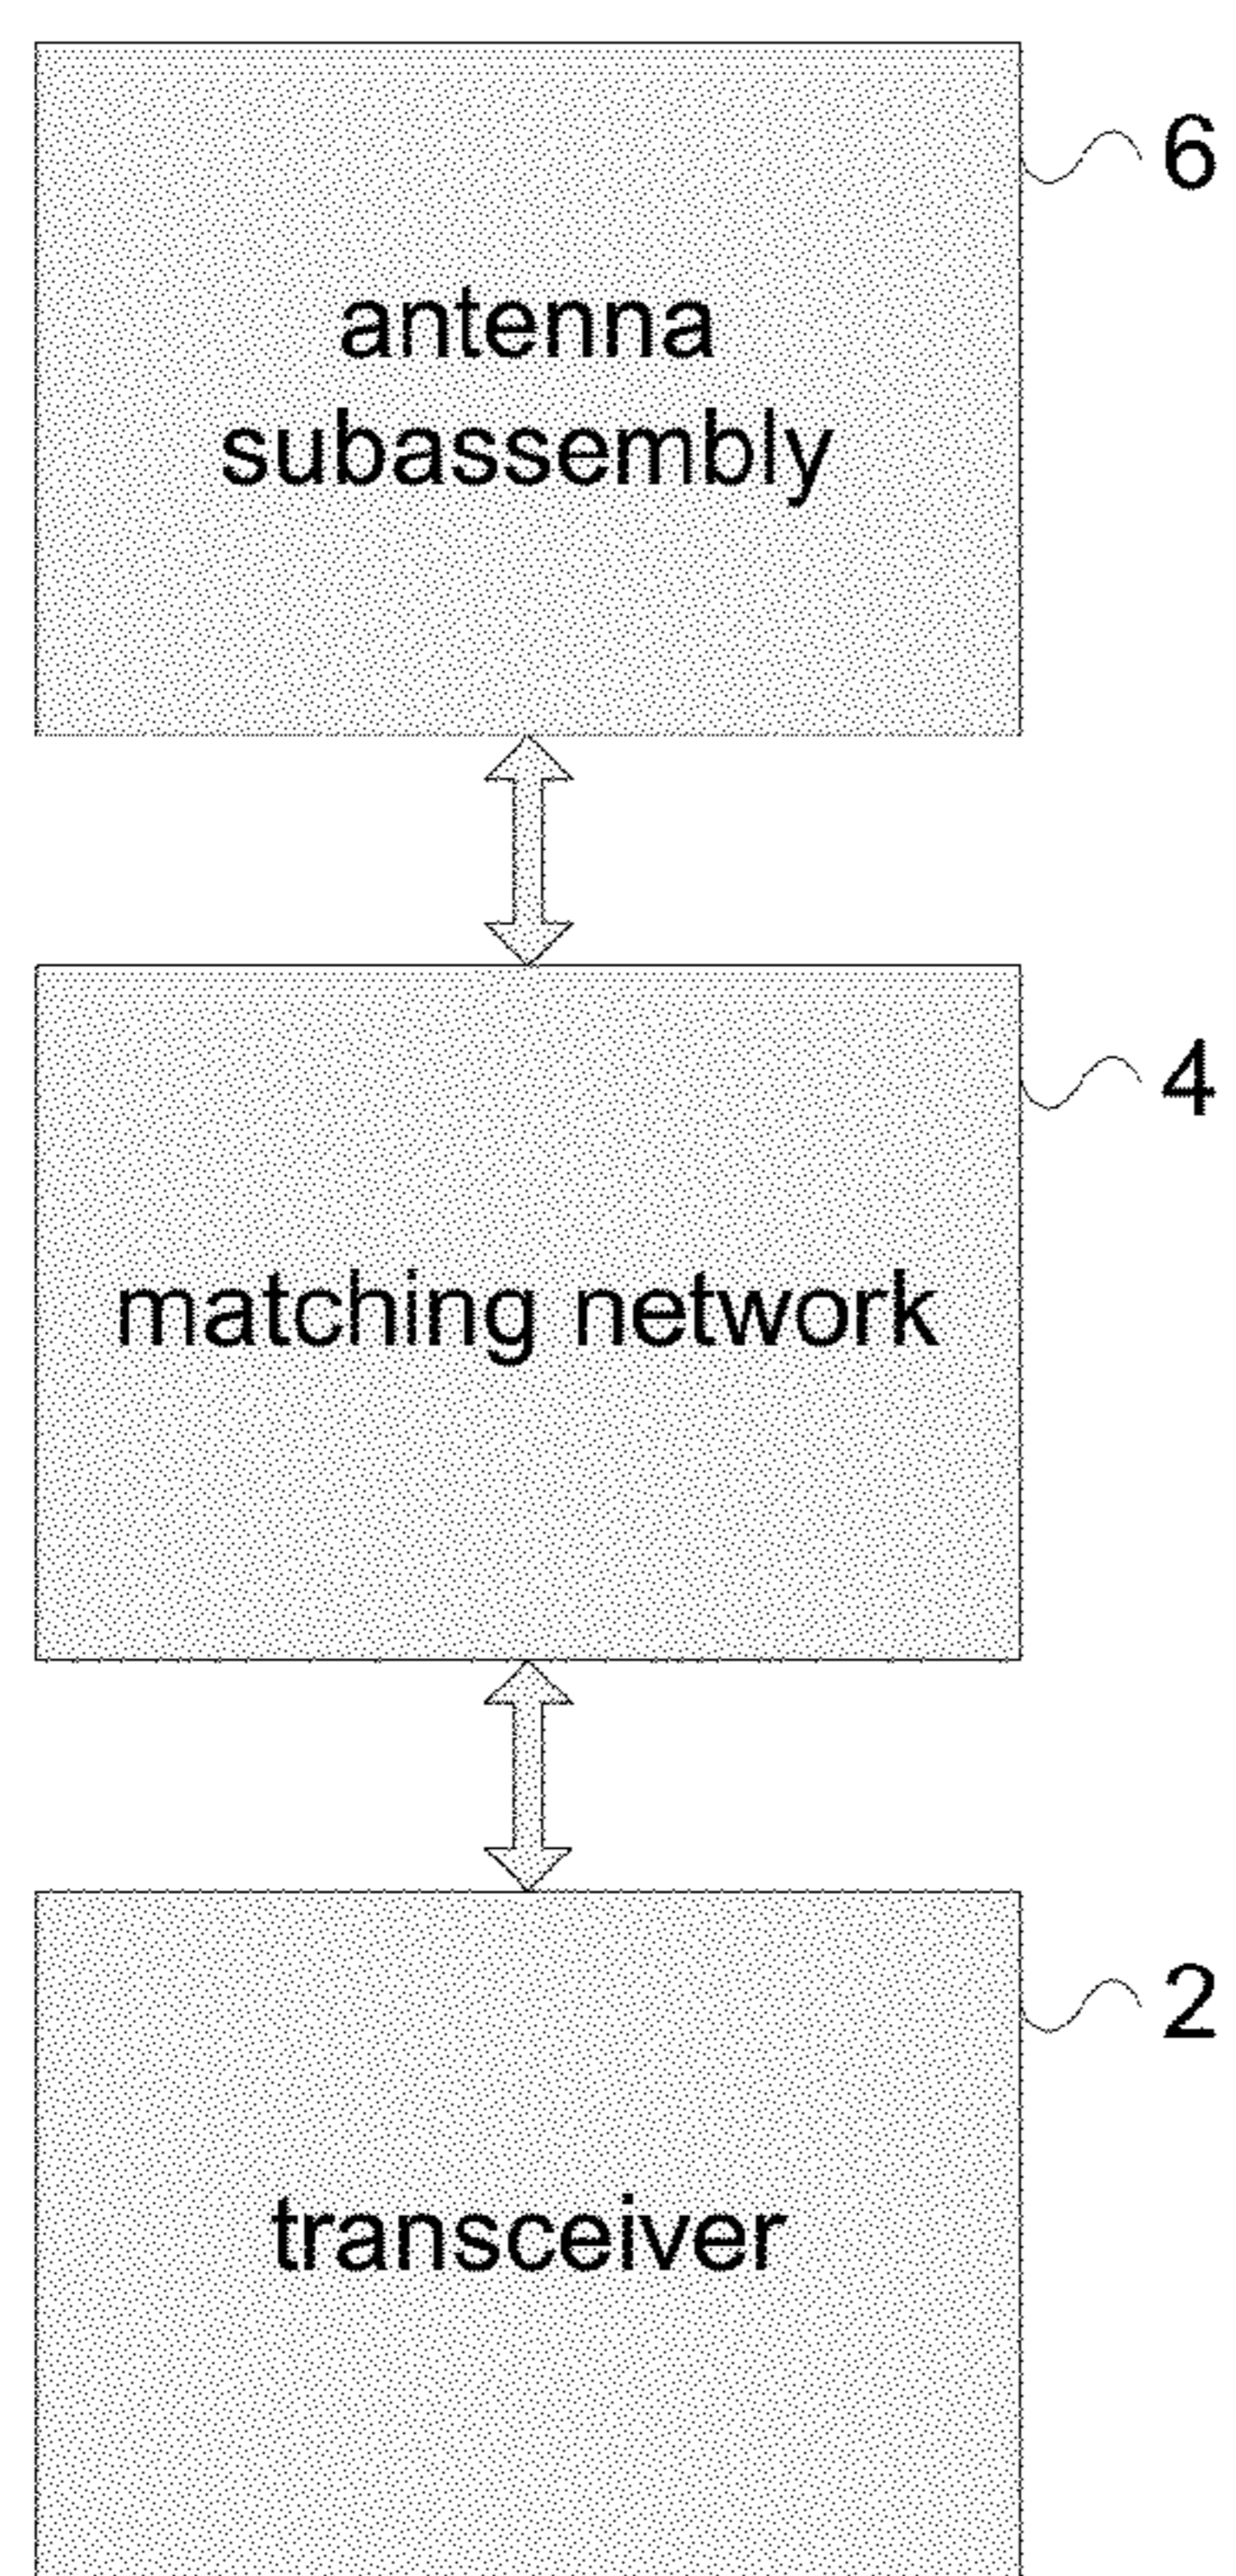 6
antenna
subassembly
4
matching network
2
transceiver